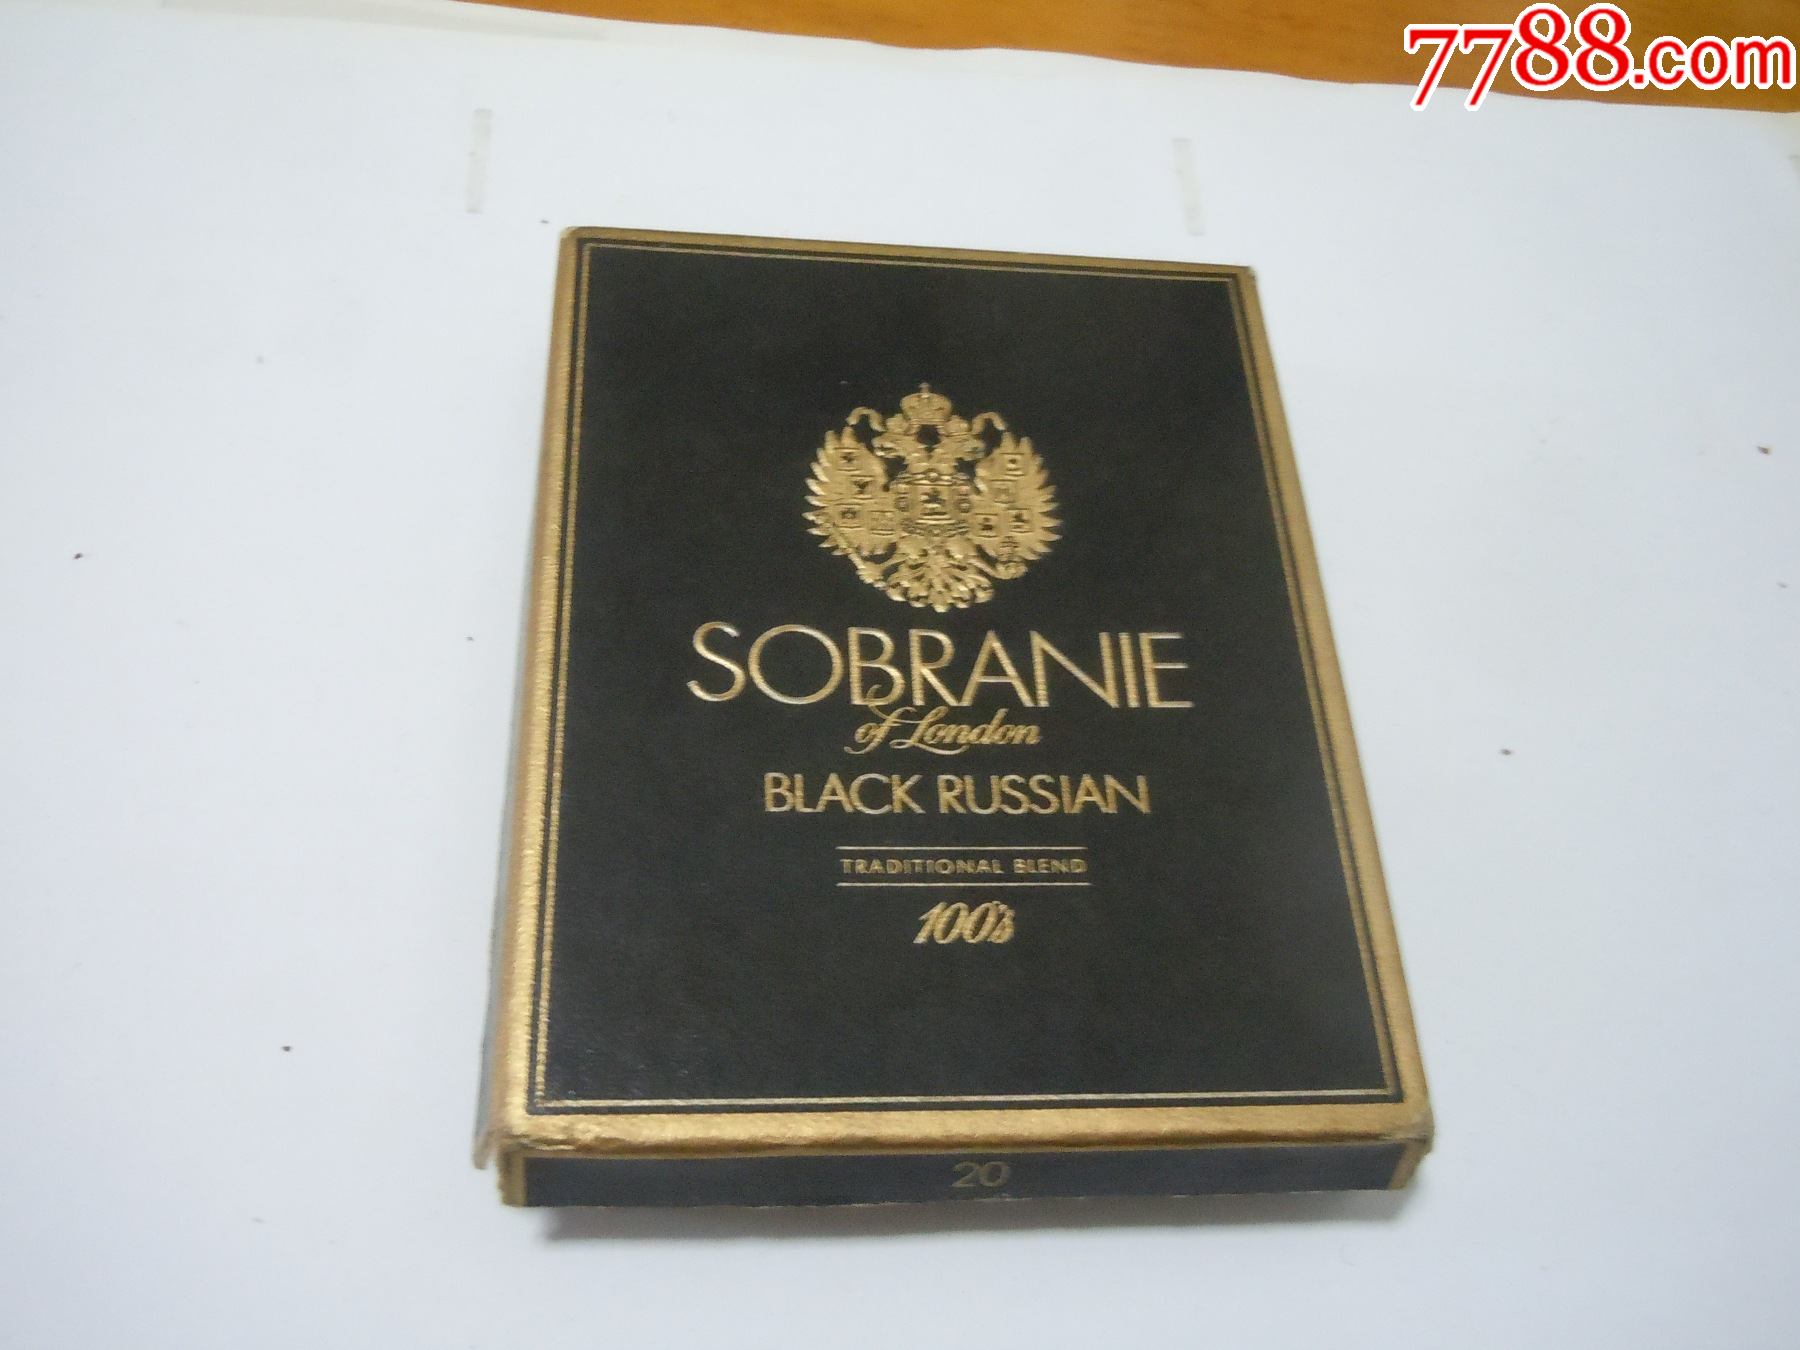 7788.com
SOBRANIE
of London
BLACK RUSSIAN
TRADITIONAL BLEND
100's
20